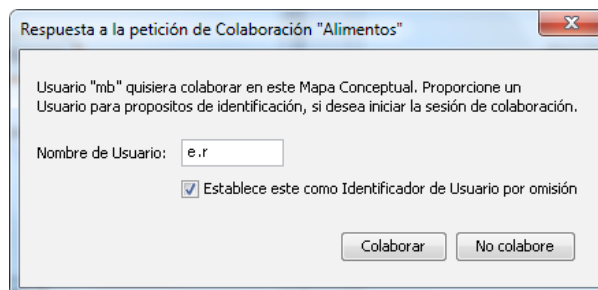 Respuesta a la petición de Colaboración "Alimentos"
Usuario "mb" quisiera colaborar en este Mapa Conceptual. Proporcione un
Usuario para propositos de identificación, si desea iniciar la sesión de colaboración.
Nombre de Usuario: e.r
Establece este como Identificador de Usuario por omisión
Colaborar No colabore